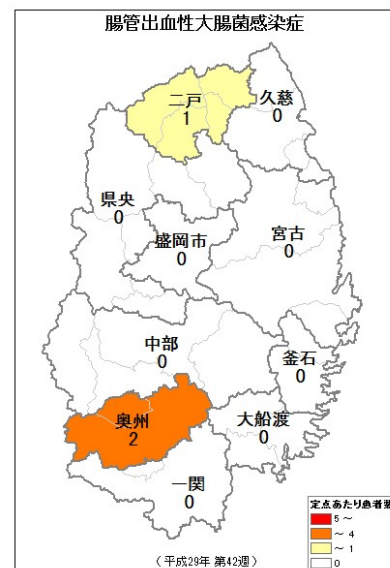 腸管出血性大腸菌感染症
二戸
1
久慈
0
県央
0
盛岡市
0
宮古
0
中部
0
釜石
0
奥州
2
大船渡
0
一関
0
定点あたり患者数
5 ～
～ 4
～ 1
0
（平成29年 第42週）